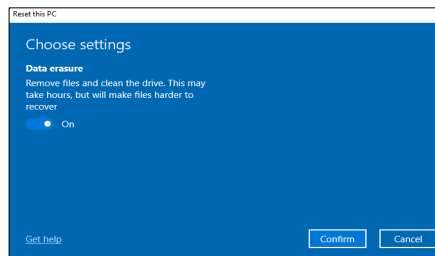 Reset this PC
Choose settings
Data erasure
Remove files and clean the drive. This may
take hours, but will make files harder to
recover
On
Get help
Confirm
Cancel